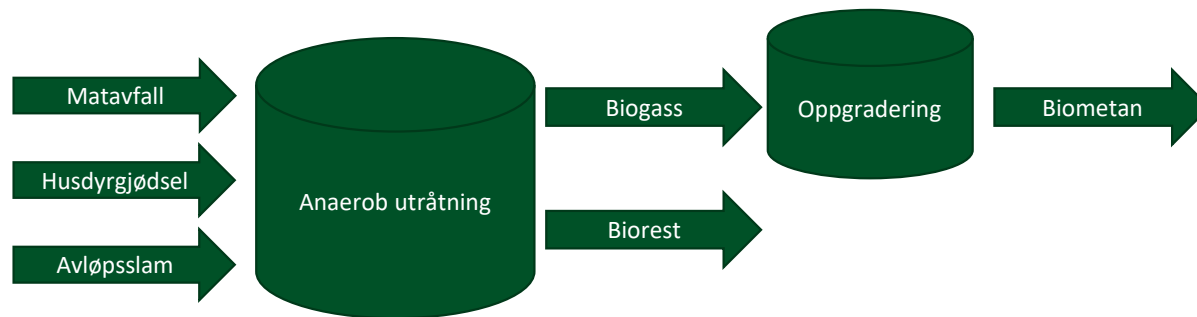 Matavfall
Husdyrgjødsel
Avløpsslam
Anaerob utråtning
Biogass
Biorest
Oppgradering
Biometan